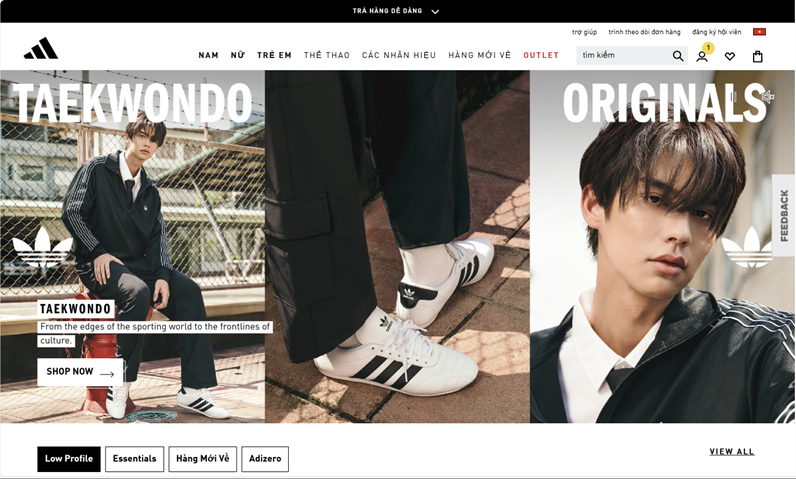 TRẢ HÀNG DỄ DÀNG
trợ giúp trình theo dõi đơn hàng đăng ký hội viên
NAM NỮ TRẺ EM THỂ THAO CÁC NHÃN HIỆU HÀNG MỚI VỀ OUTLET tìm kiếm 1
TAEKWONDO ORIGINALS
FEEDBACK
TAEKWONDO
From the edges of the sporting world to the frontlines of
culture.
SHOP NOW
Low Profile Essentials Hàng Mới Về Adizero VIEW ALL